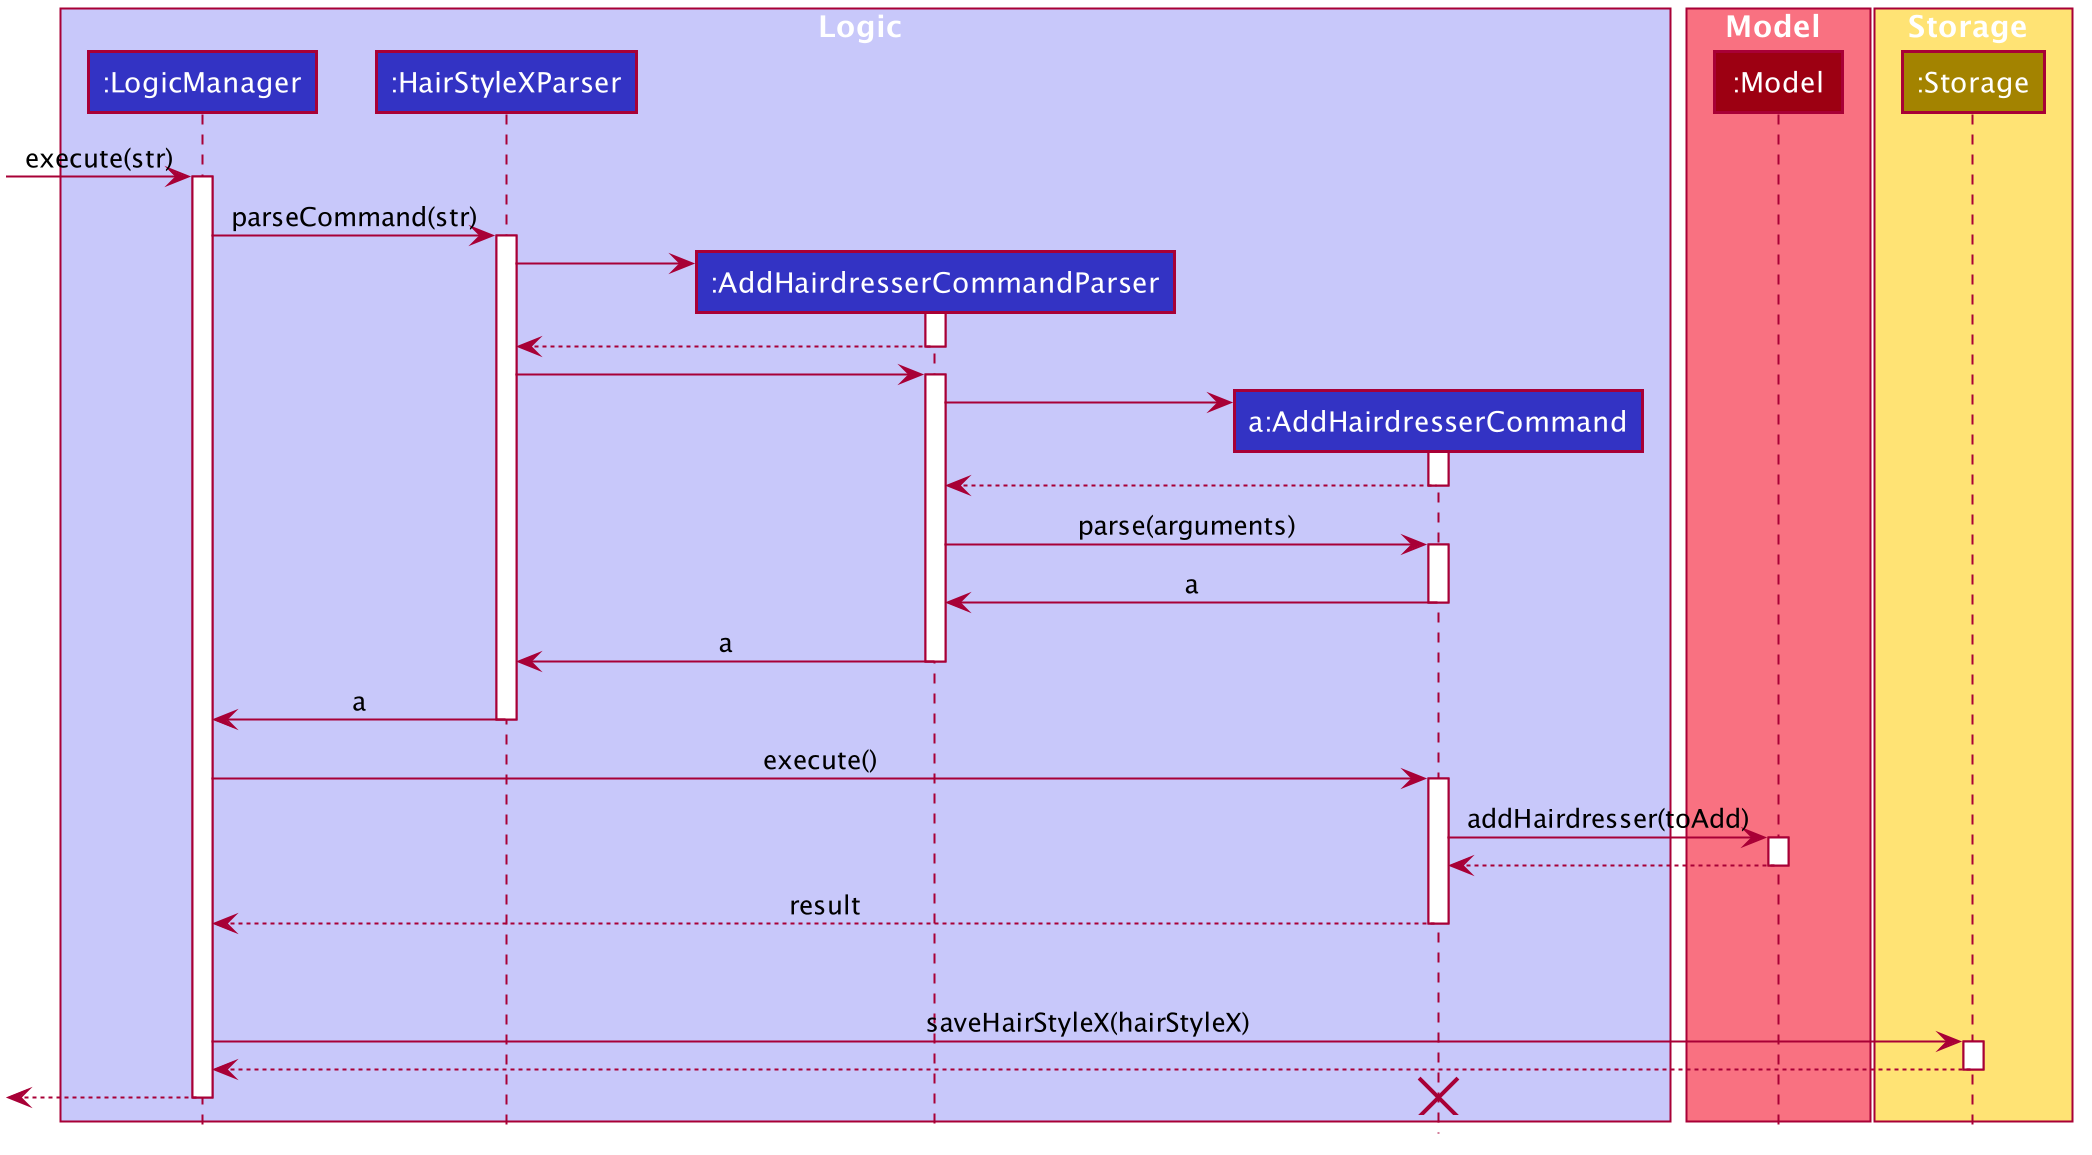 Logic
Model
Storage
:LogicManager
:HairStyleXParser
:Model
:Storage
execute(str)
parseCommand(str)
:AddHairdresserCommandParser
a:AddHairdresserCommand
parse(arguments)
a
a
a
execute()
addHairdresser(toAdd)
result
saveHairStyleX(hairStyleX)